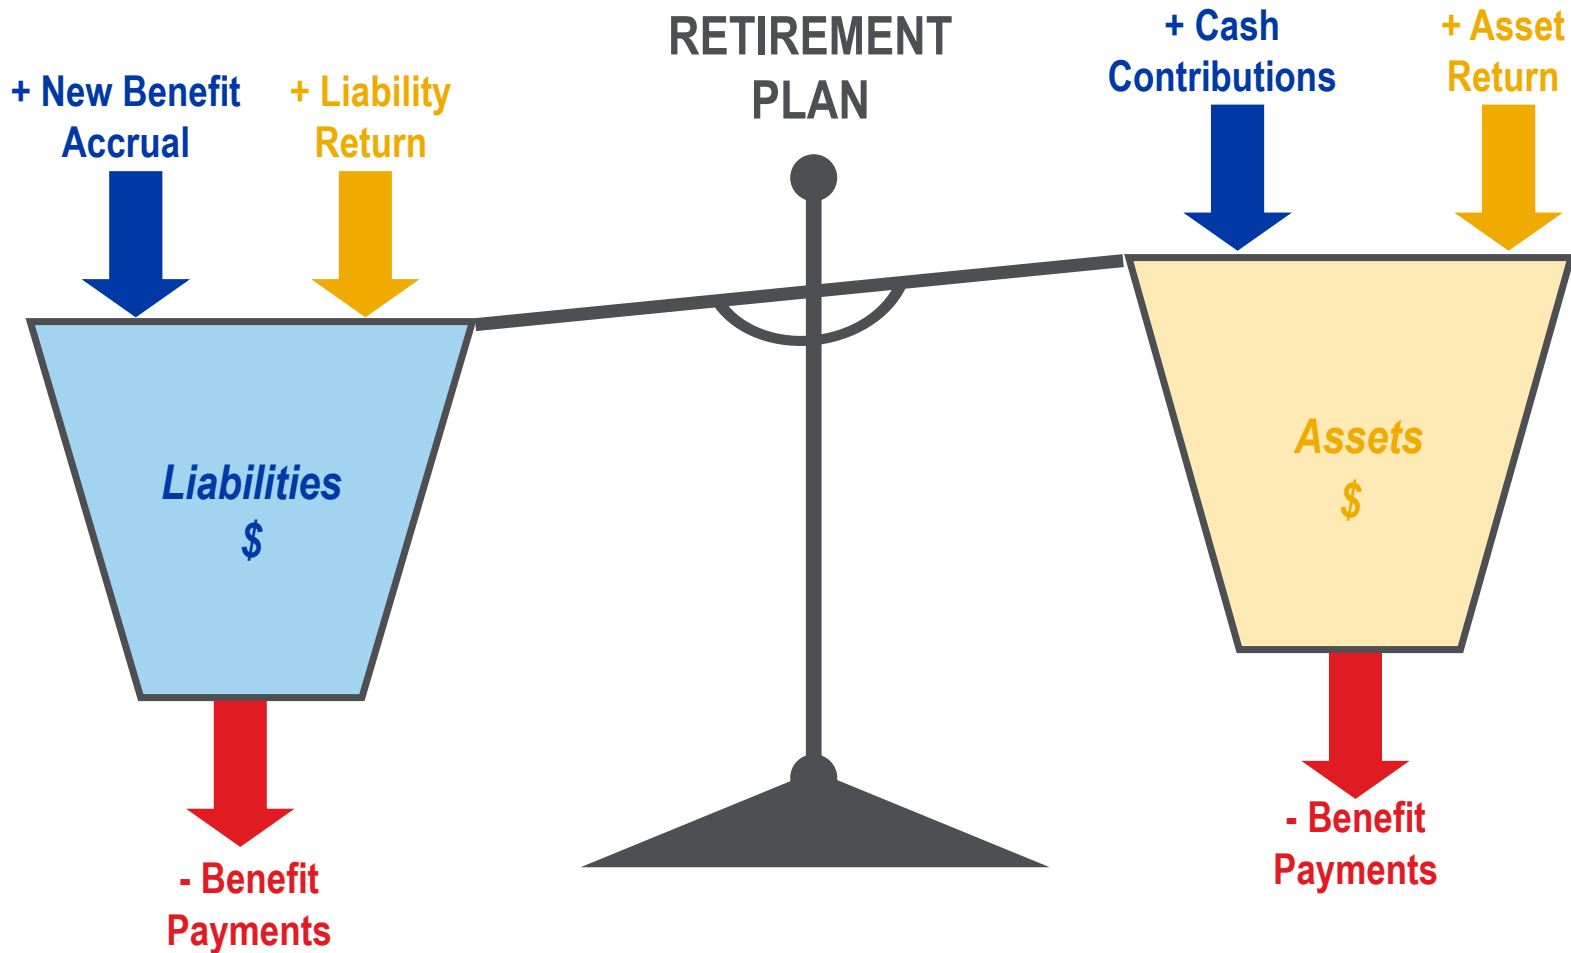 RETIREMENT
PLAN
+ New Benefit
Accrual
+ Liability
Return
+ Cash
Contributions
+ Asset
Return
Liabilities
$
Assets
$
- Benefit
Payments
- Benefit
Payments